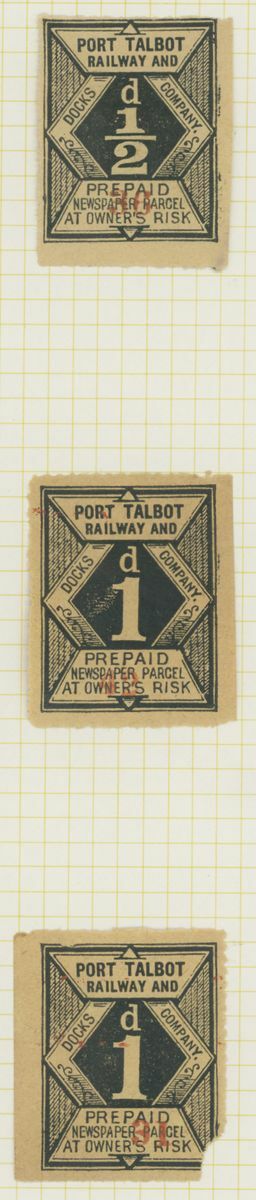 PORT TALBOT
RAILWAY AND
DOCKS COMPANY.
d
1/2
PREPAID
NEWSPAPER PARCEL
AT OWNER'S RISK
PORT TALBOT
RAILWAY AND
DOCKS COMPANY.
d
1
PREPAID
NEWSPAPER PARCEL
AT OWNER'S RISK
PORT TALBOT
RAILWAY AND
DOCKS COMPANY.
d
1
PREPAID
NEWSPAPER PARCEL
31
AT OWNER'S RISK